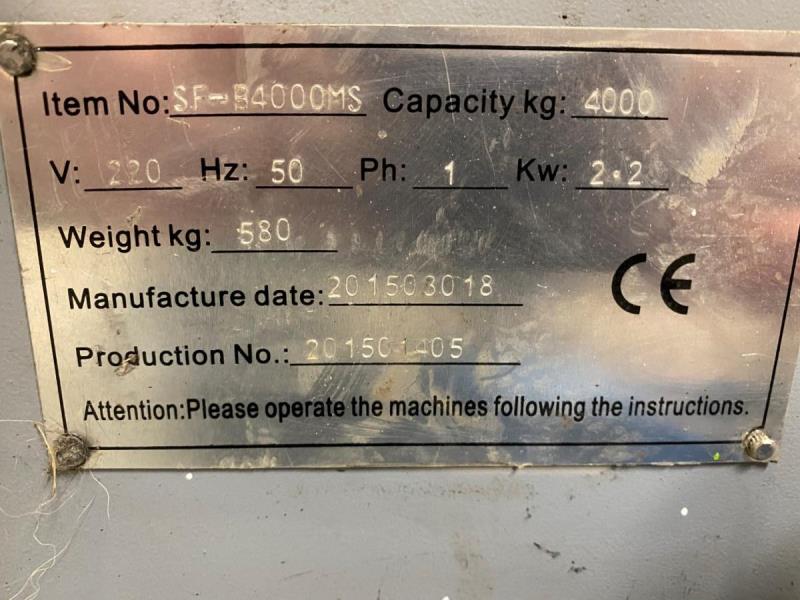 Item No: SF-B4000MS Capacity kg: 4000
V: 220 Hz: 50 Ph: 1 Kw: 2.2
Weight kg: 580
Manufacture date: 201503018
CE
Production No.: 201501405
Attention:Please operate the machines following the instructions.